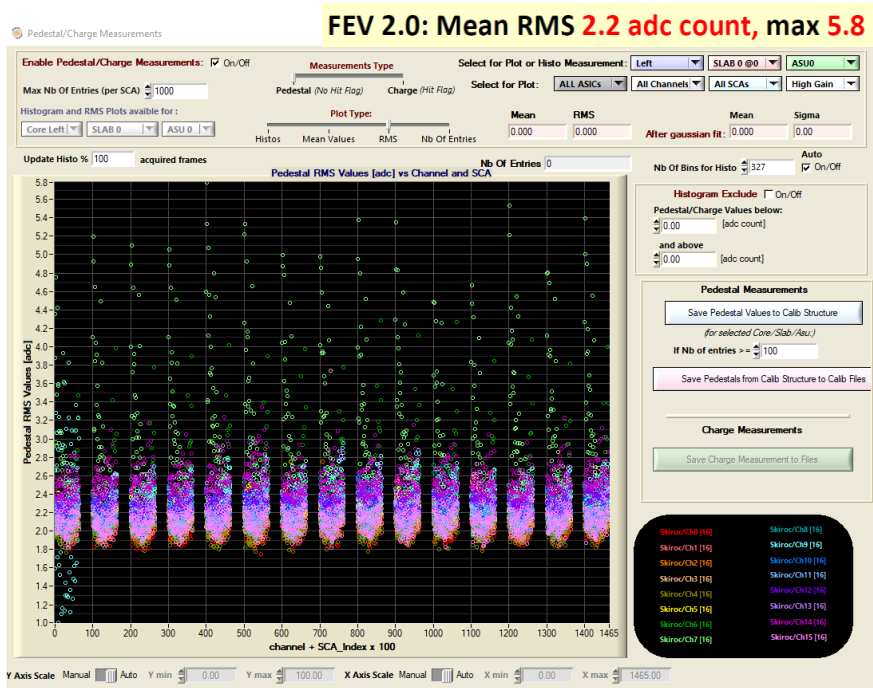 FEV 2.0: Mean RMS 2.2 adc count, max 5.8
Pedestal/Charge Measurements
Enable Pedestal/Charge Measurements: On/Off
Max Nb Of Entries (per SCA) 1000
Histogram and RMS Plots avaible for :
Core Left SLAB 0 ASU 0
Measurements Type
Pedestal (No Hit Flag) Charge (Hit Flag)
Plot Type:
Histos Mean Values RMS Nb Of Entries
Select for Plot or Histo Measurement: Left SLAB 0 @0 ASU0
Select for Plot: ALL ASICs All Channels All SCAs High Gain
Mean RMS Mean Sigma
0.000 0.000 After gaussian fit: 0.000 0.00
Update Histo % 100 acquired frames
Nb Of Entries 0
Nb Of Bins for Histo 327 Auto On/Off
Pedestal RMS Values [adc] vs Channel and SCA
Pedestal RMS Values [adc]
5.8
5.6
5.4
5.2
5.0
4.8
4.6
4.4
4.2
4.0
3.8
3.6
3.4
3.2
3.0
2.8
2.6
2.4
2.2
2.0
1.8
1.6
1.4
1.2
1.0
0 100 200 300 400 500 600 700 800 900 1000 1100 1200 1300 1400 1465
channel + SCA_Index x 100
Histogram Exclude On/Off
Pedestal/Charge Values below:
0.00 [adc count]
and above
0.00 [adc count]
Pedestal Measurements
Save Pedestal Values to Calib Structure
(for selected Core/Slab/Asu:)
If Nb of entries >= 100
Save Pedestals from Calib Structure to Calib Files
Charge Measurements
Save Charge Measurement to Files
Skiroc/Ch0 [16] Skiroc/Ch8 [16]
Skiroc/Ch1 [16] Skiroc/Ch9 [16]
Skiroc/Ch2 [16] Skiroc/Ch10 [16]
Skiroc/Ch3 [16] Skiroc/Ch11 [16]
Skiroc/Ch4 [16] Skiroc/Ch12 [16]
Skiroc/Ch5 [16] Skiroc/Ch13 [16]
Skiroc/Ch6 [16] Skiroc/Ch14 [16]
Skiroc/Ch7 [16] Skiroc/Ch15 [16]
Y Axis Scale Manual Auto Y min 0.00 Y max 100.00 X Axis Scale Manual Auto X min 0.00 X max 1465.00